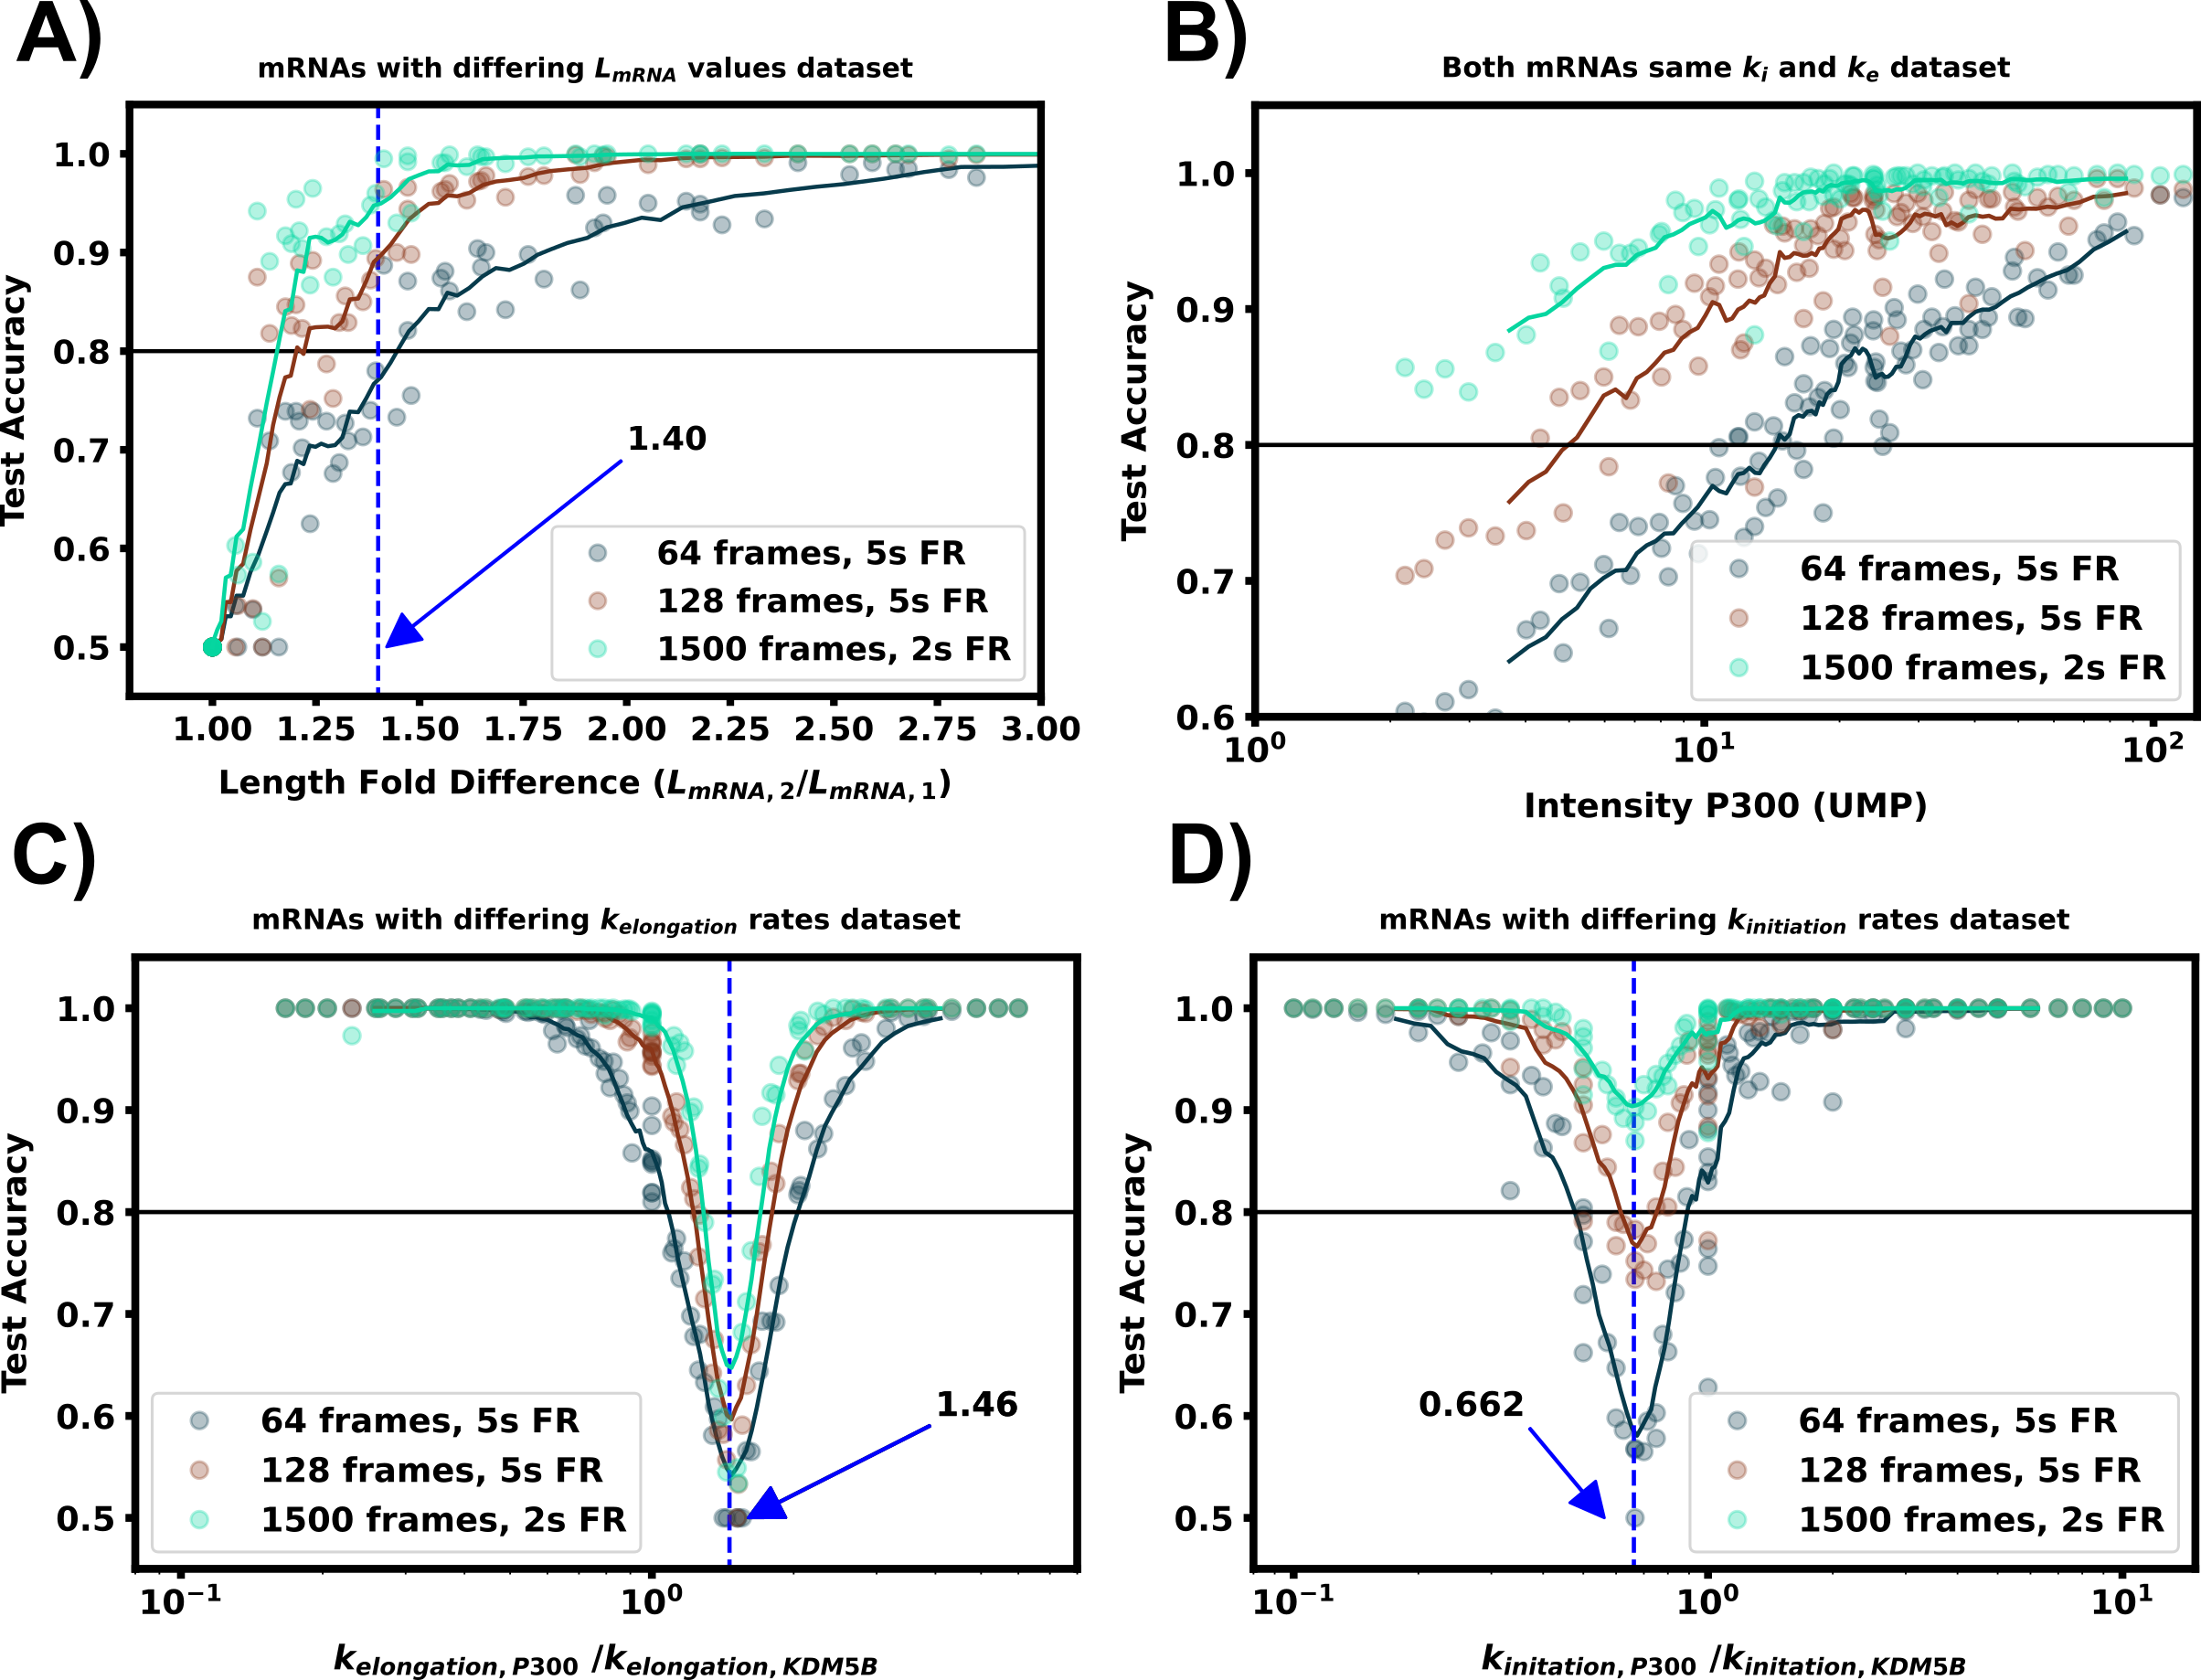 A)
mRNAs with differing L_mRNA values dataset
Test Accuracy
1.0
0.9
0.8
0.7
0.6
0.5
1.40
64 frames, 5s FR
128 frames, 5s FR
1500 frames, 2s FR
1.00 1.25 1.50 1.75 2.00 2.25 2.50 2.75 3.00
Length Fold Difference (L_mRNA, 2/L_mRNA, 1)
B)
Both mRNAs same k_i and k_e dataset
Test Accuracy
1.0
0.9
0.8
0.7
0.6
64 frames, 5s FR
128 frames, 5s FR
1500 frames, 2s FR
10^0 10^1 10^2
Intensity P300 (UMP)
C)
mRNAs with differing k_elongation rates dataset
Test Accuracy
1.0
0.9
0.8
0.7
0.6
0.5
1.46
64 frames, 5s FR
128 frames, 5s FR
1500 frames, 2s FR
10^-1 10^0
k_elongation, P300 /k_elongation, KDM5B
D)
mRNAs with differing k_initiation rates dataset
Test Accuracy
1.0
0.9
0.8
0.7
0.6
0.5
0.662
64 frames, 5s FR
128 frames, 5s FR
1500 frames, 2s FR
10^-1 10^0 10^1
k_initation, P300 /k_initation, KDM5B